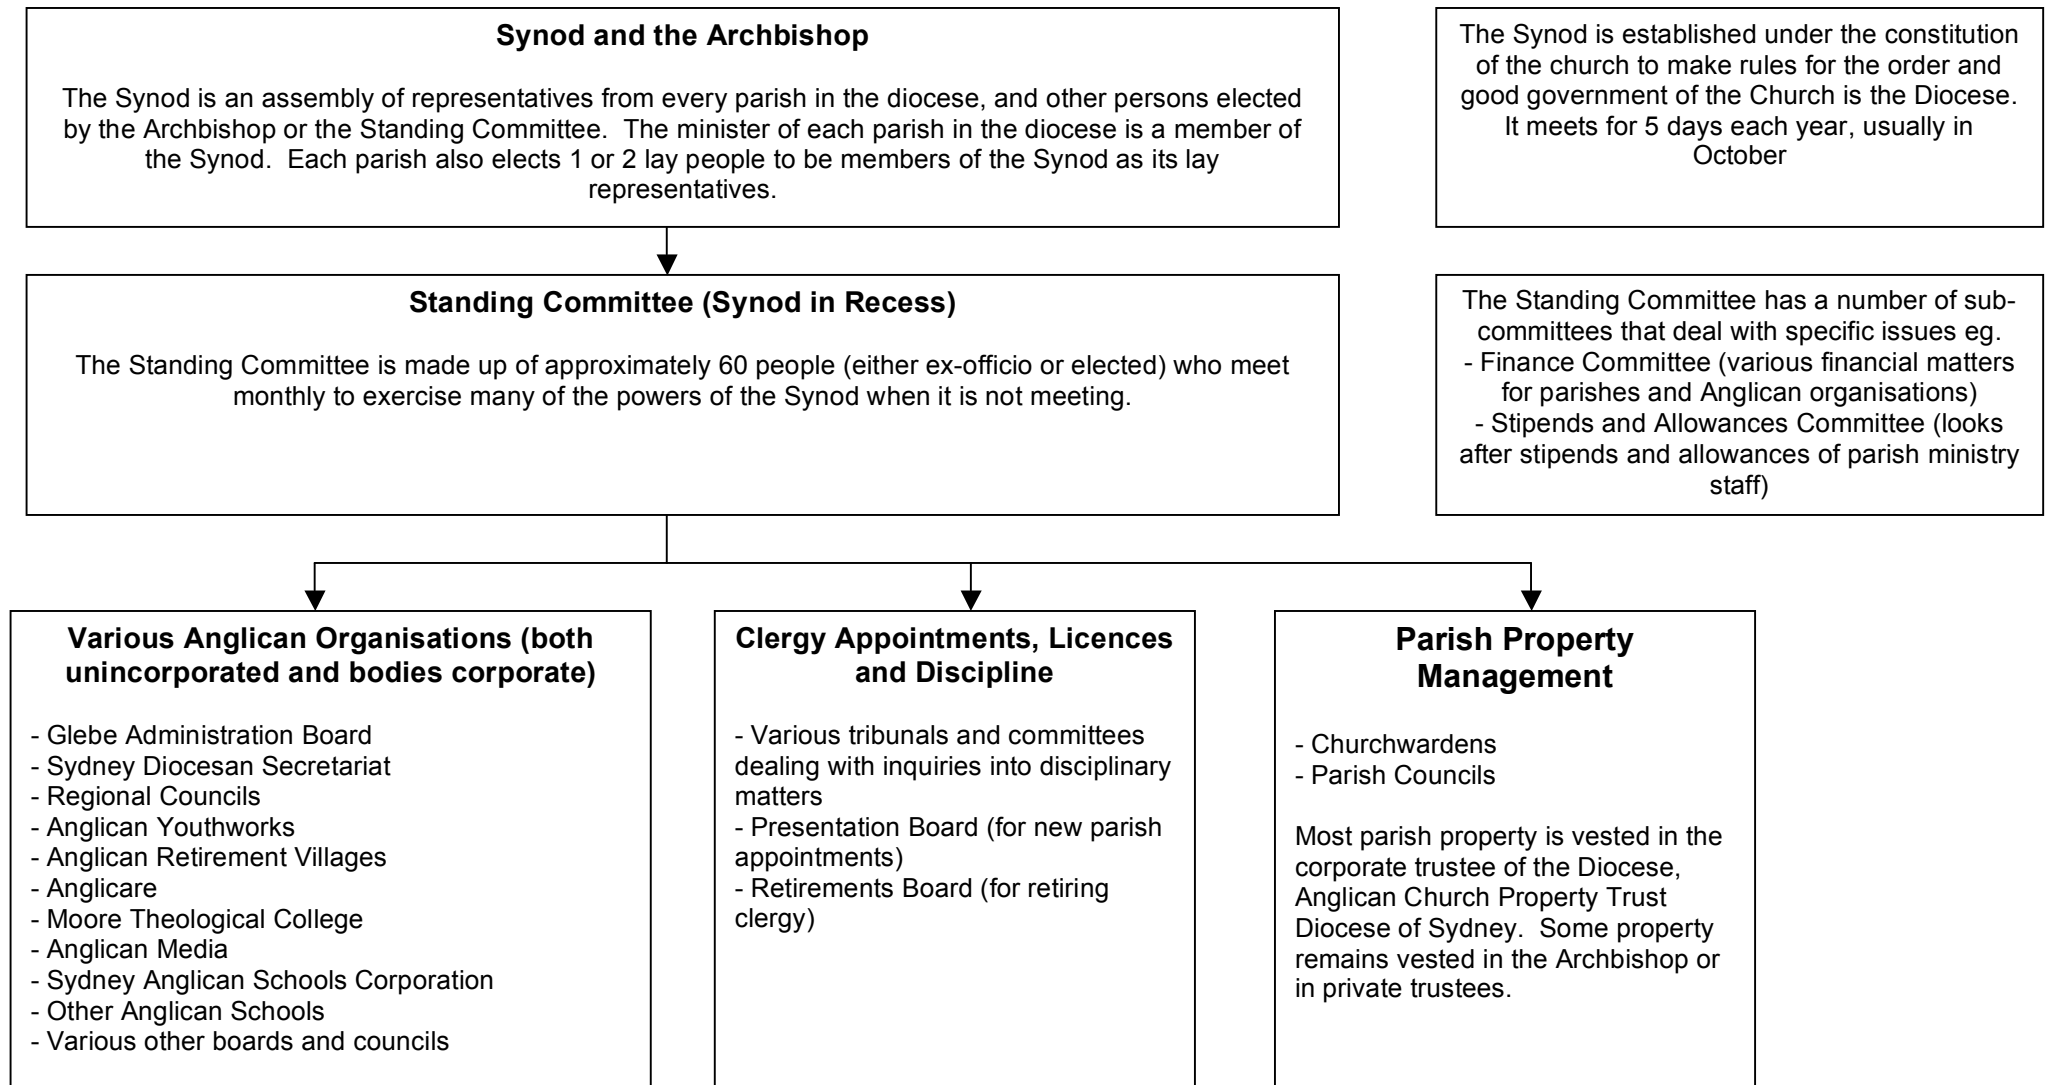 Synod and the Archbishop
The Synod is an assembly of representatives from every parish in the diocese, and other persons elected
by the Archbishop or the Standing Committee.  The minister of each parish in the diocese is a member of
the Synod.  Each parish also elects 1 or 2 lay people to be members of the Synod as its lay
representatives.
The Synod is established under the constitution
of the church to make rules for the order and
good government of the Church is the Diocese.
It meets for 5 days each year, usually in
October
Standing Committee (Synod in Recess)
The Standing Committee is made up of approximately 60 people (either ex-officio or elected) who meet
monthly to exercise many of the powers of the Synod when it is not meeting.
The Standing Committee has a number of sub-
committees that deal with specific issues eg.
- Finance Committee (various financial matters
for parishes and Anglican organisations)
- Stipends and Allowances Committee (looks
after stipends and allowances of parish ministry
staff)
Various Anglican Organisations (both
unincorporated and bodies corporate)
- Glebe Administration Board
- Sydney Diocesan Secretariat
- Regional Councils
- Anglican Youthworks
- Anglican Retirement Villages
- Anglicare
- Moore Theological College
- Anglican Media
- Sydney Anglican Schools Corporation
- Other Anglican Schools
- Various other boards and councils
Clergy Appointments, Licences
and Discipline
- Various tribunals and committees
dealing with inquiries into disciplinary
matters
- Presentation Board (for new parish
appointments)
- Retirements Board (for retiring
clergy)
Parish Property
Management
- Churchwardens
- Parish Councils
Most parish property is vested in the
corporate trustee of the Diocese,
Anglican Church Property Trust
Diocese of Sydney.  Some property
remains vested in the Archbishop or
in private trustees.